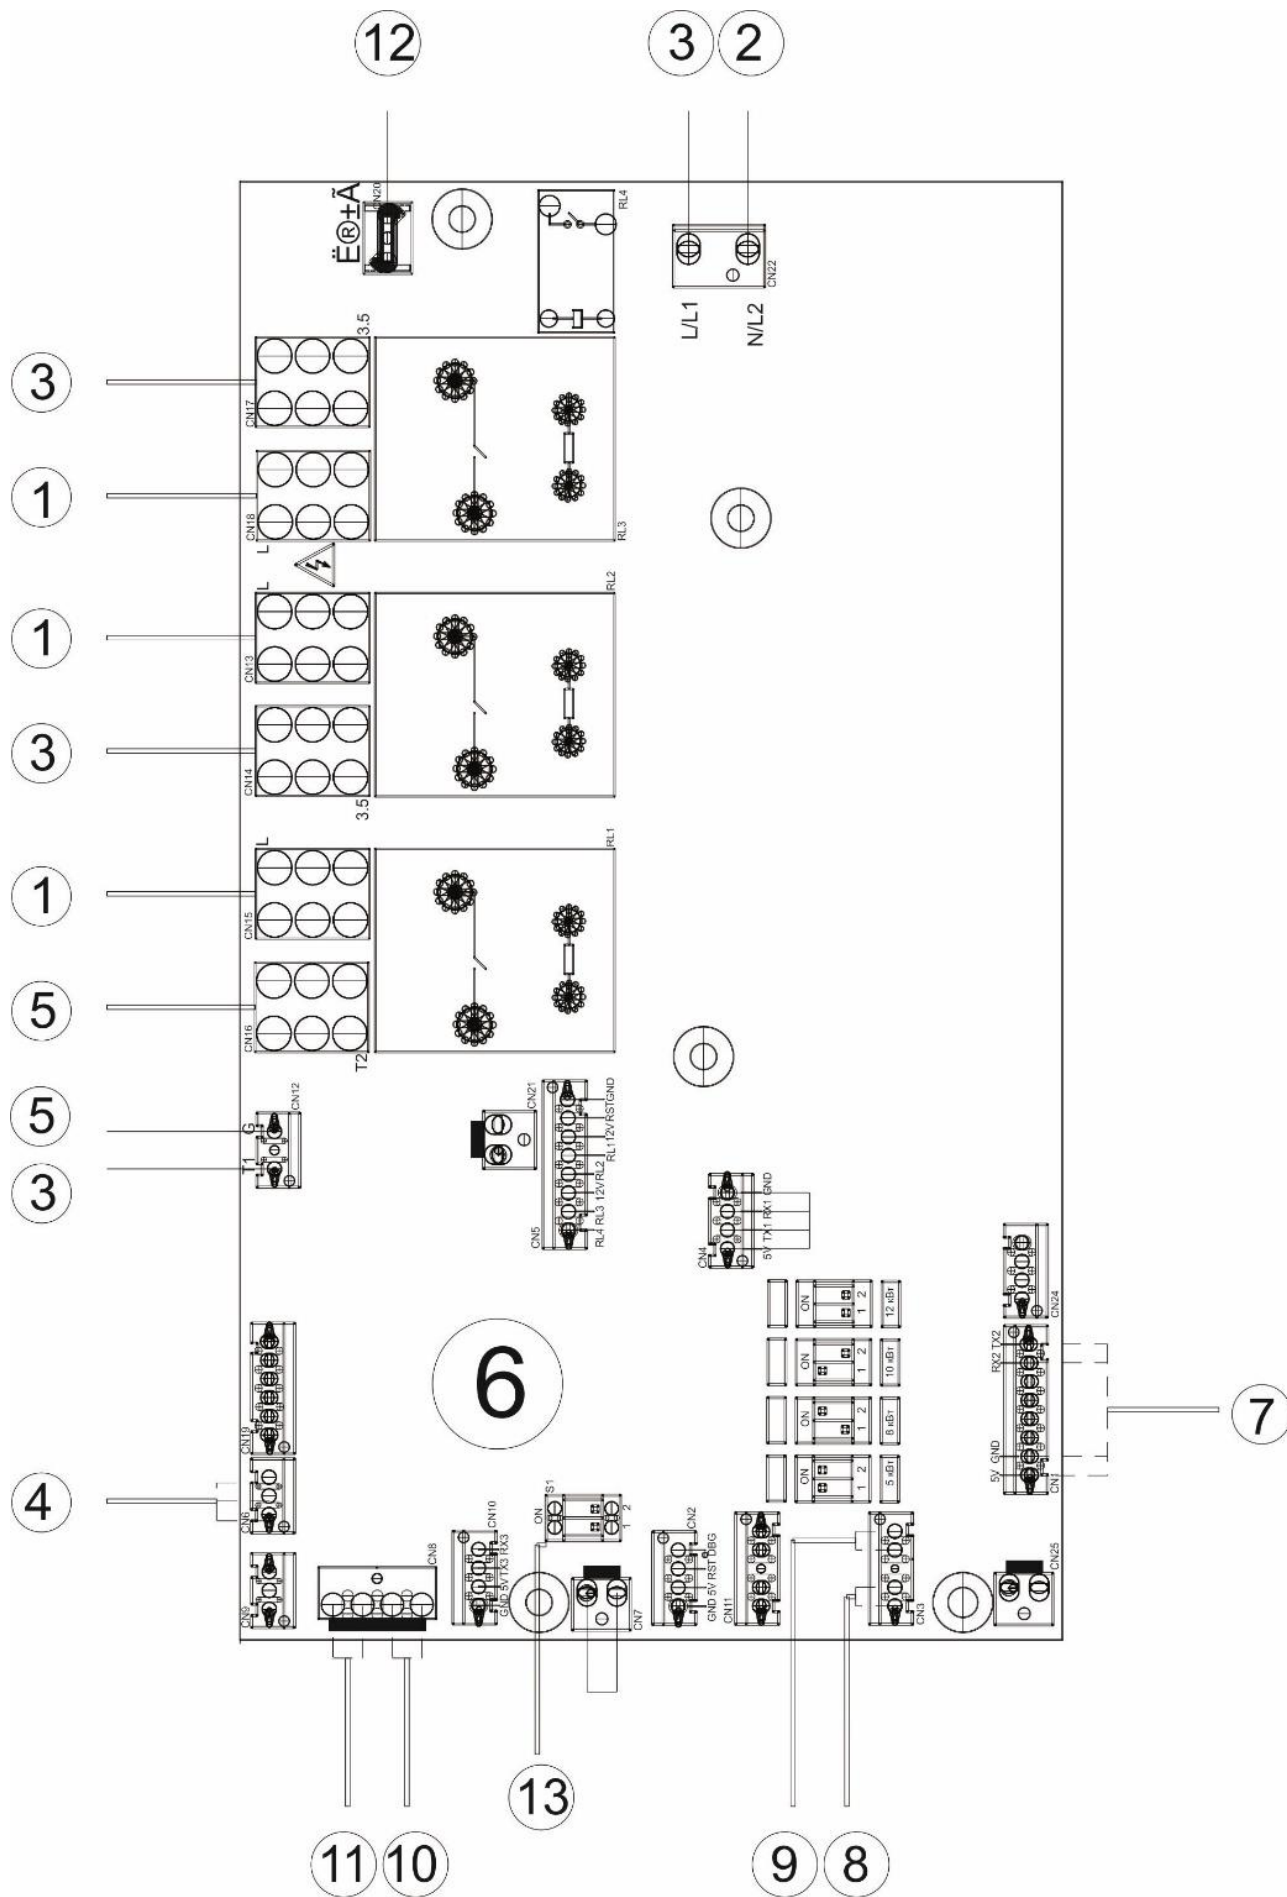 12
3 2
Ë®±Ã
CN20
RL4
CN22
L/L1
N/L2
3.5
3
CN17
1
CN18
RL3
L
L
RL2
1
CN13
3
CN14
3.5
L
RL1
1
CN15
5
CN16
T2
CN12
CN21
5
G
3
T1
GND
RST
12V
RL1
RL2
12V
RL3
RL4
CN5
GND
RX1
TX1
5V
CN4
CN24
ON 1 2 12 кВт
ON 1 2 10 кВт
ON 1 2 8 кВт
ON 1 2 5 кВт
TX2
RX2
GND
5V
CN1
7
6
CN19
4
CN6
S1
ON
1 2
CN10
RX3
TX3
5V
GND
CN2
DBG
RST
5V
GND
CN11
CN3
CN25
CN9
CN8
CN7
13
11 10
9 8